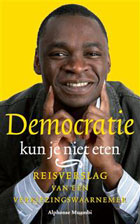 Democratie
kun je niet eten
REISVERSLAG
VAN EEN
VERKIEZINGSWAARNEMER
Alphonse Muambi